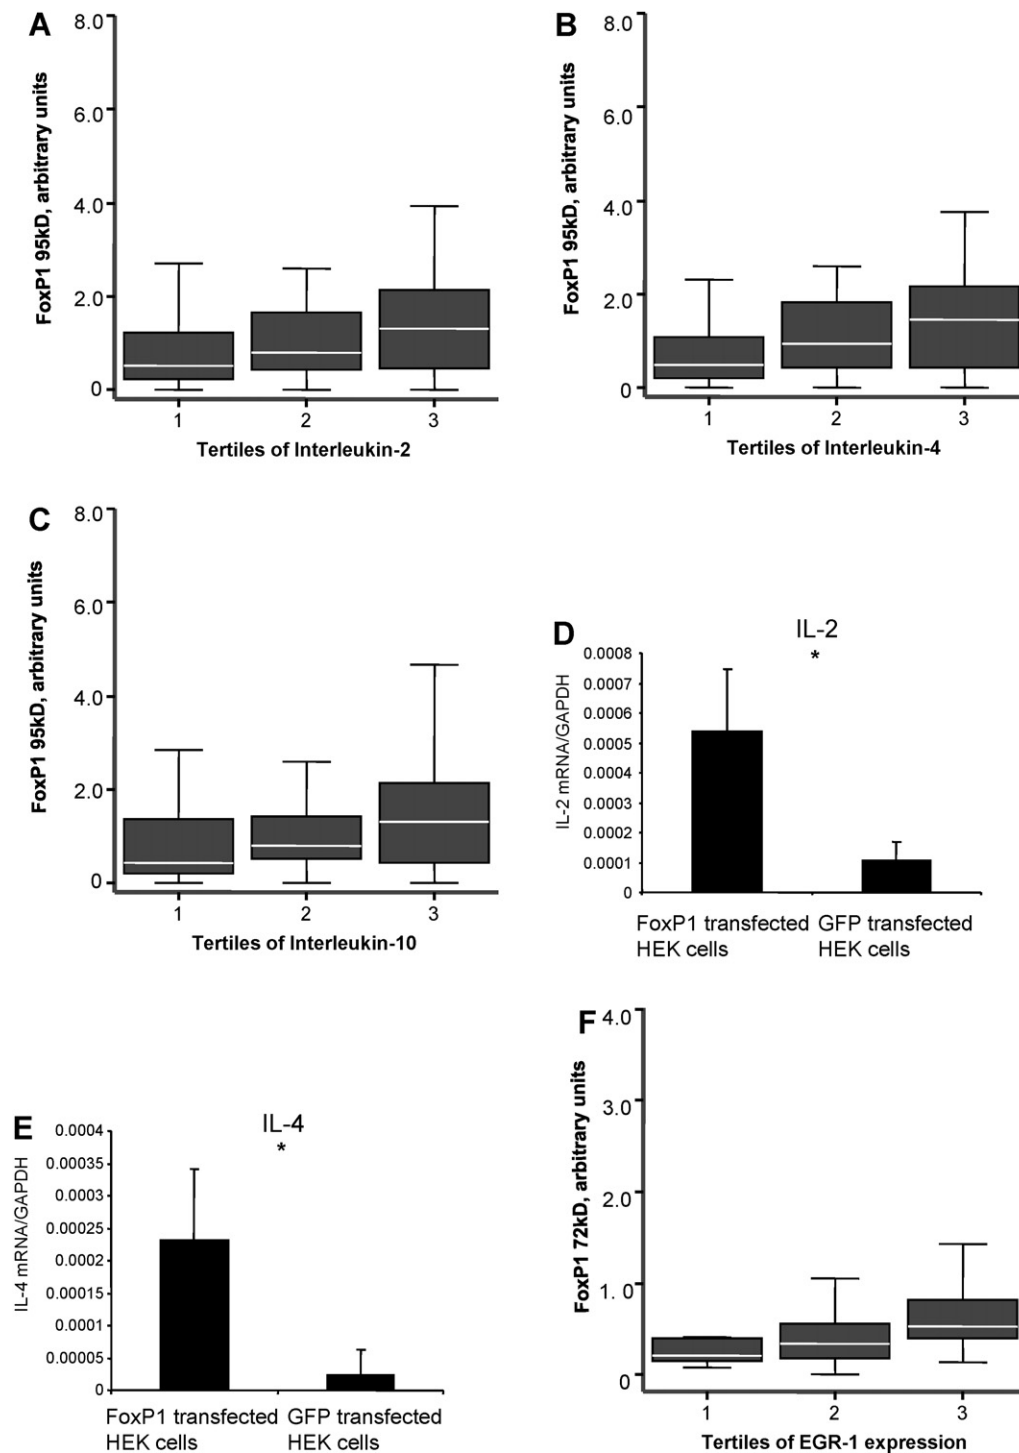 A
FoxP1 95kD, arbitrary units
8.0
6.0
4.0
2.0
0
1 2 3
Tertiles of Interleukin-2
B
FoxP1 95kD, arbitrary units
8.0
6.0
4.0
2.0
0
1 2 3
Tertiles of Interleukin-4
C
FoxP1 95kD, arbitrary units
8.0
6.0
4.0
2.0
0
1 2 3
Tertiles of Interleukin-10
D
IL-2
*
IL-2 mRNA/GAPDH
0.0008
0.0007
0.0006
0.0005
0.0004
0.0003
0.0002
0.0001
0
FoxP1 transfected GFP transfected
HEK cells HEK cells
E
IL-4
*
IL-4 mRNA/GAPDH
0.0004
0.00035
0.0003
0.00025
0.0002
0.00015
0.0001
0.00005
0
FoxP1 transfected GFP transfected
HEK cells HEK cells
F
FoxP1 72kD, arbitrary units
4.0
3.0
2.0
1.0
0
1 2 3
Tertiles of EGR-1 expression